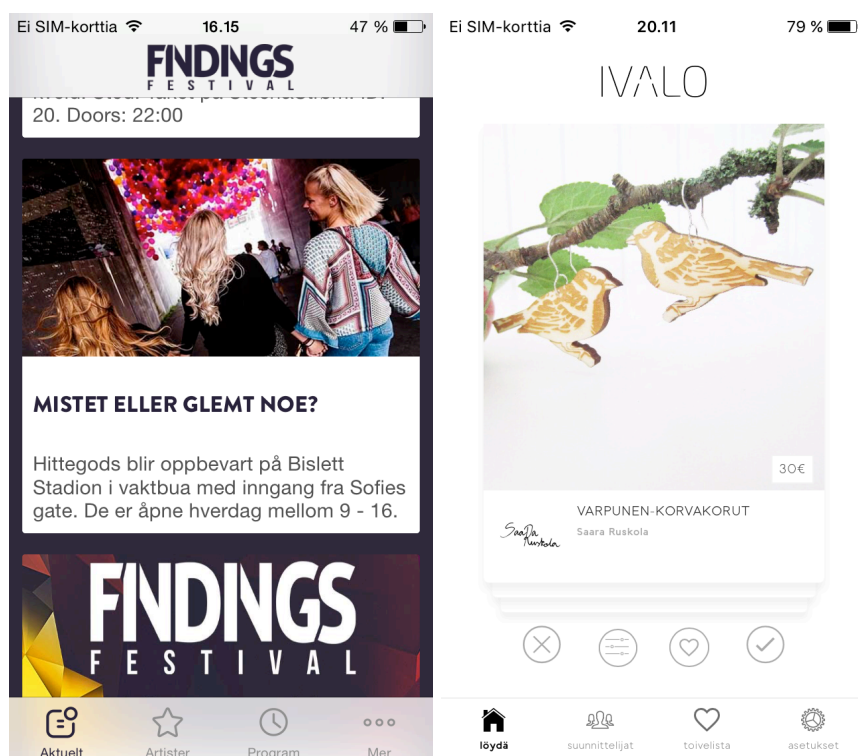 Ei SIM-korttia 16.15 47 %
FINDINGS
FESTIVAL
20. Doors: 22:00
MISTET ELLER GLEMT NOE?
Hittegods blir oppbevart på Bislett
Stadion i vaktbua med inngang fra Sofies
gate. De er åpne hverdag mellom 9 - 16.
FINDINGS
FESTIVAL
Aktuelt Artister Program Mer
Ei SIM-korttia 20.11 79 %
IVALO
30€
VARPUNEN-KORVAKORUT
Saara Ruskola
Saara
Ruskola
löydä suunnittelijat toivelista asetukset